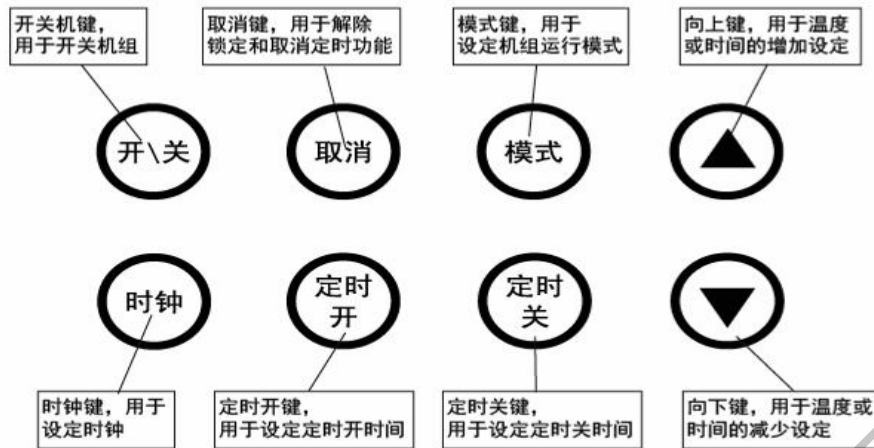 开关机键，
用于开关机组
取消键，用于解除
锁定和取消定时功能
模式键，用于
设定机组运行模式
向上键，用于温度
或时间的增加设定
开\关
取消
模式
时钟
定时
开
定时
关
时钟键，用于
设定时钟
定时开键，
用于设定定时开时间
定时关键，
用于设定定时关时间
向下键，用于温度或
时间的减少设定